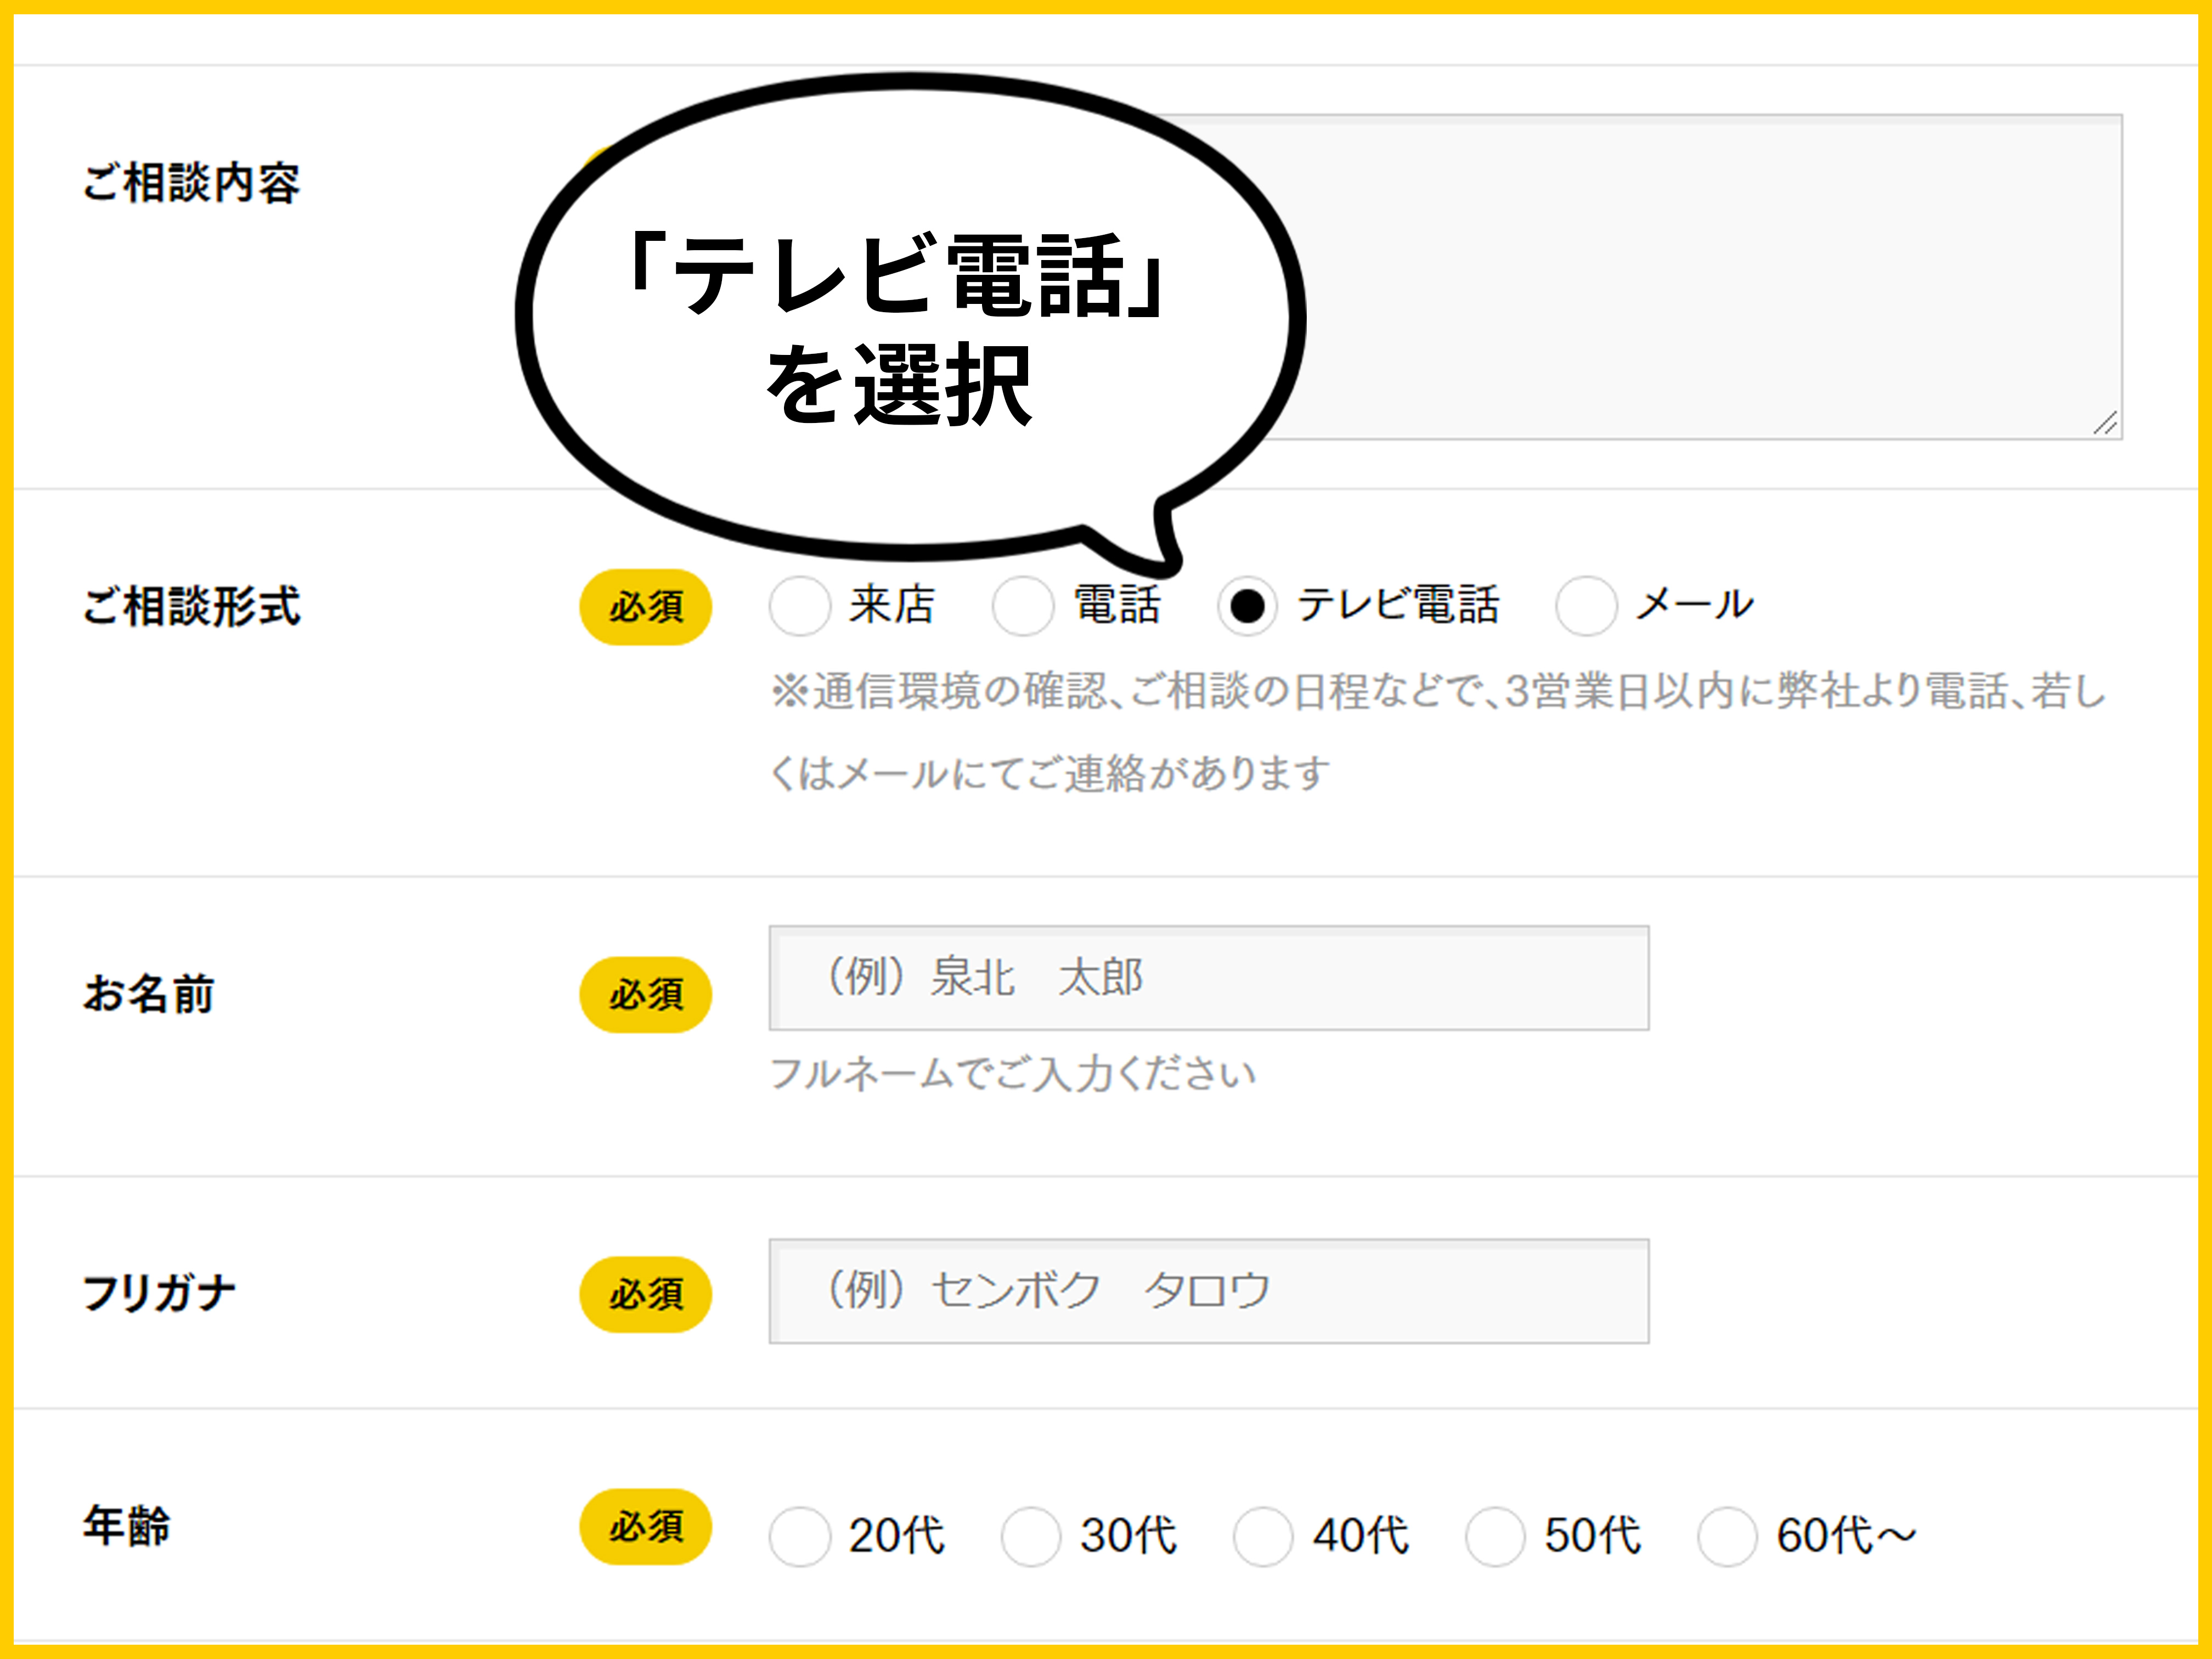 ご相談内容
「テレビ電話」
を選択
ご相談形式 必須 来店 電話 テレビ電話 メール
※通信環境の確認、ご相談の日程などで、3営業日以内に弊社より電話、若し
くはメールにてご連絡があります
お名前 必須 （例）泉北　太郎
フルネームでご入力ください
フリガナ 必須 （例）センボク　タロウ
年齢 必須 20代 30代 40代 50代 60代〜